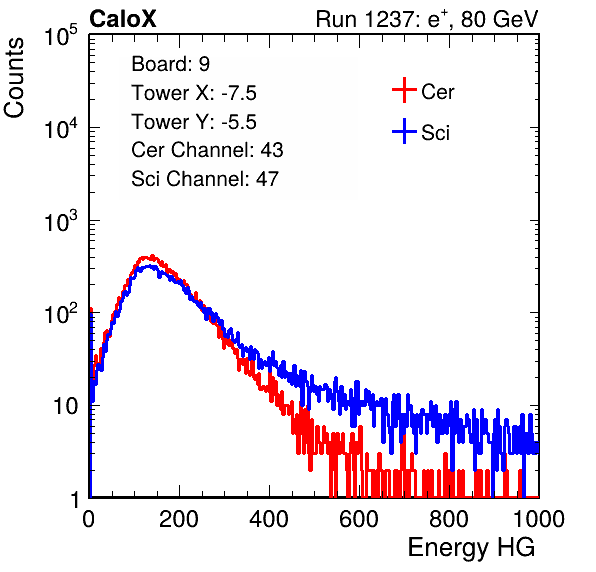 CaloX Run 1237: e⁺, 80 GeV
Counts
10⁵
10⁴
10³
10²
10
1
Board: 9
Tower X: -7.5
Tower Y: -5.5
Cer Channel: 43
Sci Channel: 47
Cer
Sci
0 200 400 600 800 1000
Energy HG